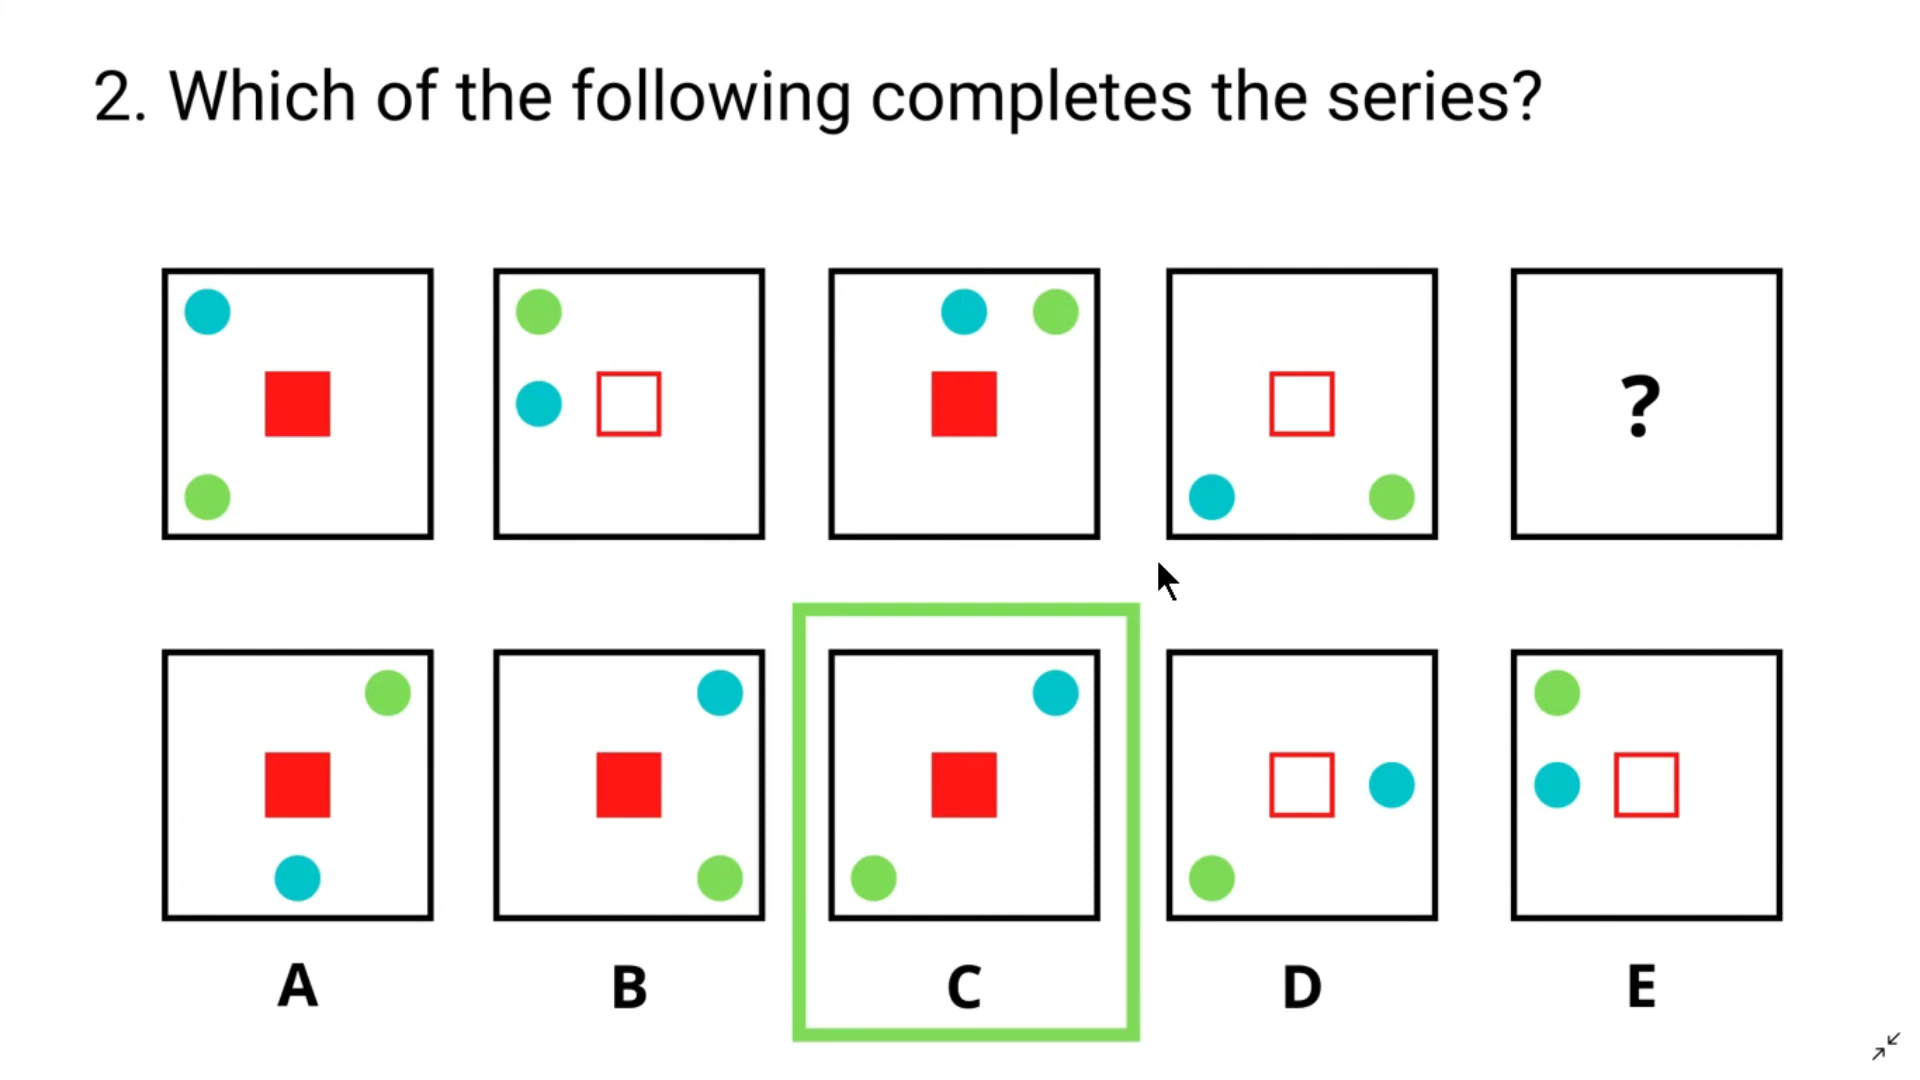 2. Which of the following completes the series?
?
A B C D E